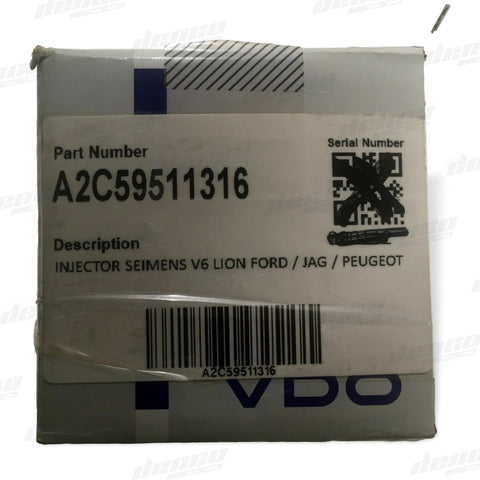 Part Number
Serial Number
A2C59511316
Description
INJECTOR SEIMENS V6 LION FORD / JAG / PEUGEOT
A2C59511316
VDO